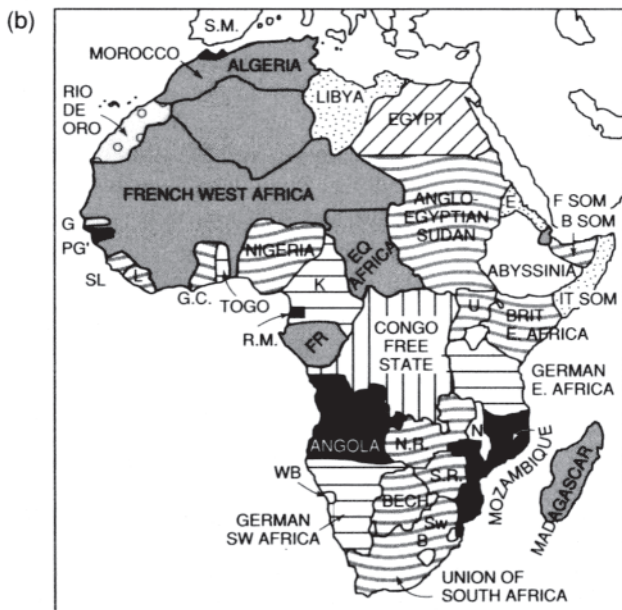 (b)
S.M.
MOROCCO
ALGERIA
RIO
DE
ORO
LIBYA
EGYPT
FRENCH WEST AFRICA
ANGLO-
EGYPTIAN
SUDAN
E
F SOM
B SOM
G
PG'
NIGERIA
EQ
AFRICA
ABYSSINIA
SL
L
G.C.
TOGO
K
IT SOM
R.M.
FR
CONGO
FREE
STATE
U
BRIT
E. AFRICA
GERMAN
E. AFRICA
ANGOLA
N.R.
N
MOZAMBIQUE
MADAGASCAR
WB
S.R.
BECH
GERMAN
SW AFRICA
Sw
B
UNION OF
SOUTH AFRICA